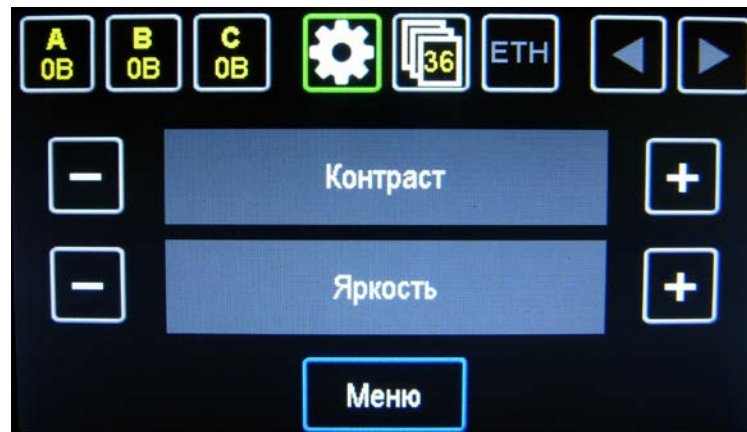 A B C
0В 0В 0В 36 ETH
− Контраст +
− Яркость +
Меню